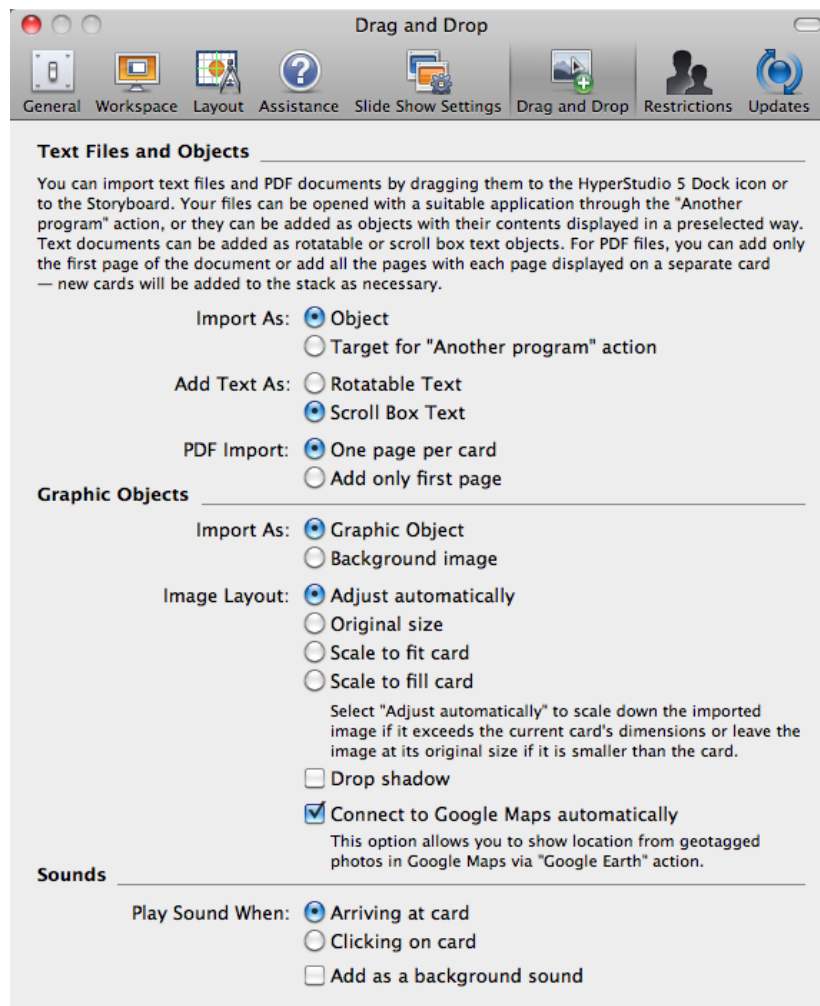 Drag and Drop
General Workspace Layout Assistance Slide Show Settings Drag and Drop Restrictions Updates
Text Files and Objects
You can import text files and PDF documents by dragging them to the HyperStudio 5 Dock icon or
to the Storyboard. Your files can be opened with a suitable application through the "Another
program" action, or they can be added as objects with their contents displayed in a preselected way.
Text documents can be added as rotatable or scroll box text objects. For PDF files, you can add only
the first page of the document or add all the pages with each page displayed on a separate card
— new cards will be added to the stack as necessary.
Import As: Object
Target for "Another program" action
Add Text As: Rotatable Text
Scroll Box Text
PDF Import: One page per card
Add only first page
Graphic Objects
Import As: Graphic Object
Background image
Image Layout: Adjust automatically
Original size
Scale to fit card
Scale to fill card
Select "Adjust automatically" to scale down the imported
image if it exceeds the current card's dimensions or leave the
image at its original size if it is smaller than the card.
Drop shadow
Connect to Google Maps automatically
This option allows you to show location from geotagged
photos in Google Maps via "Google Earth" action.
Sounds
Play Sound When: Arriving at card
Clicking on card
Add as a background sound